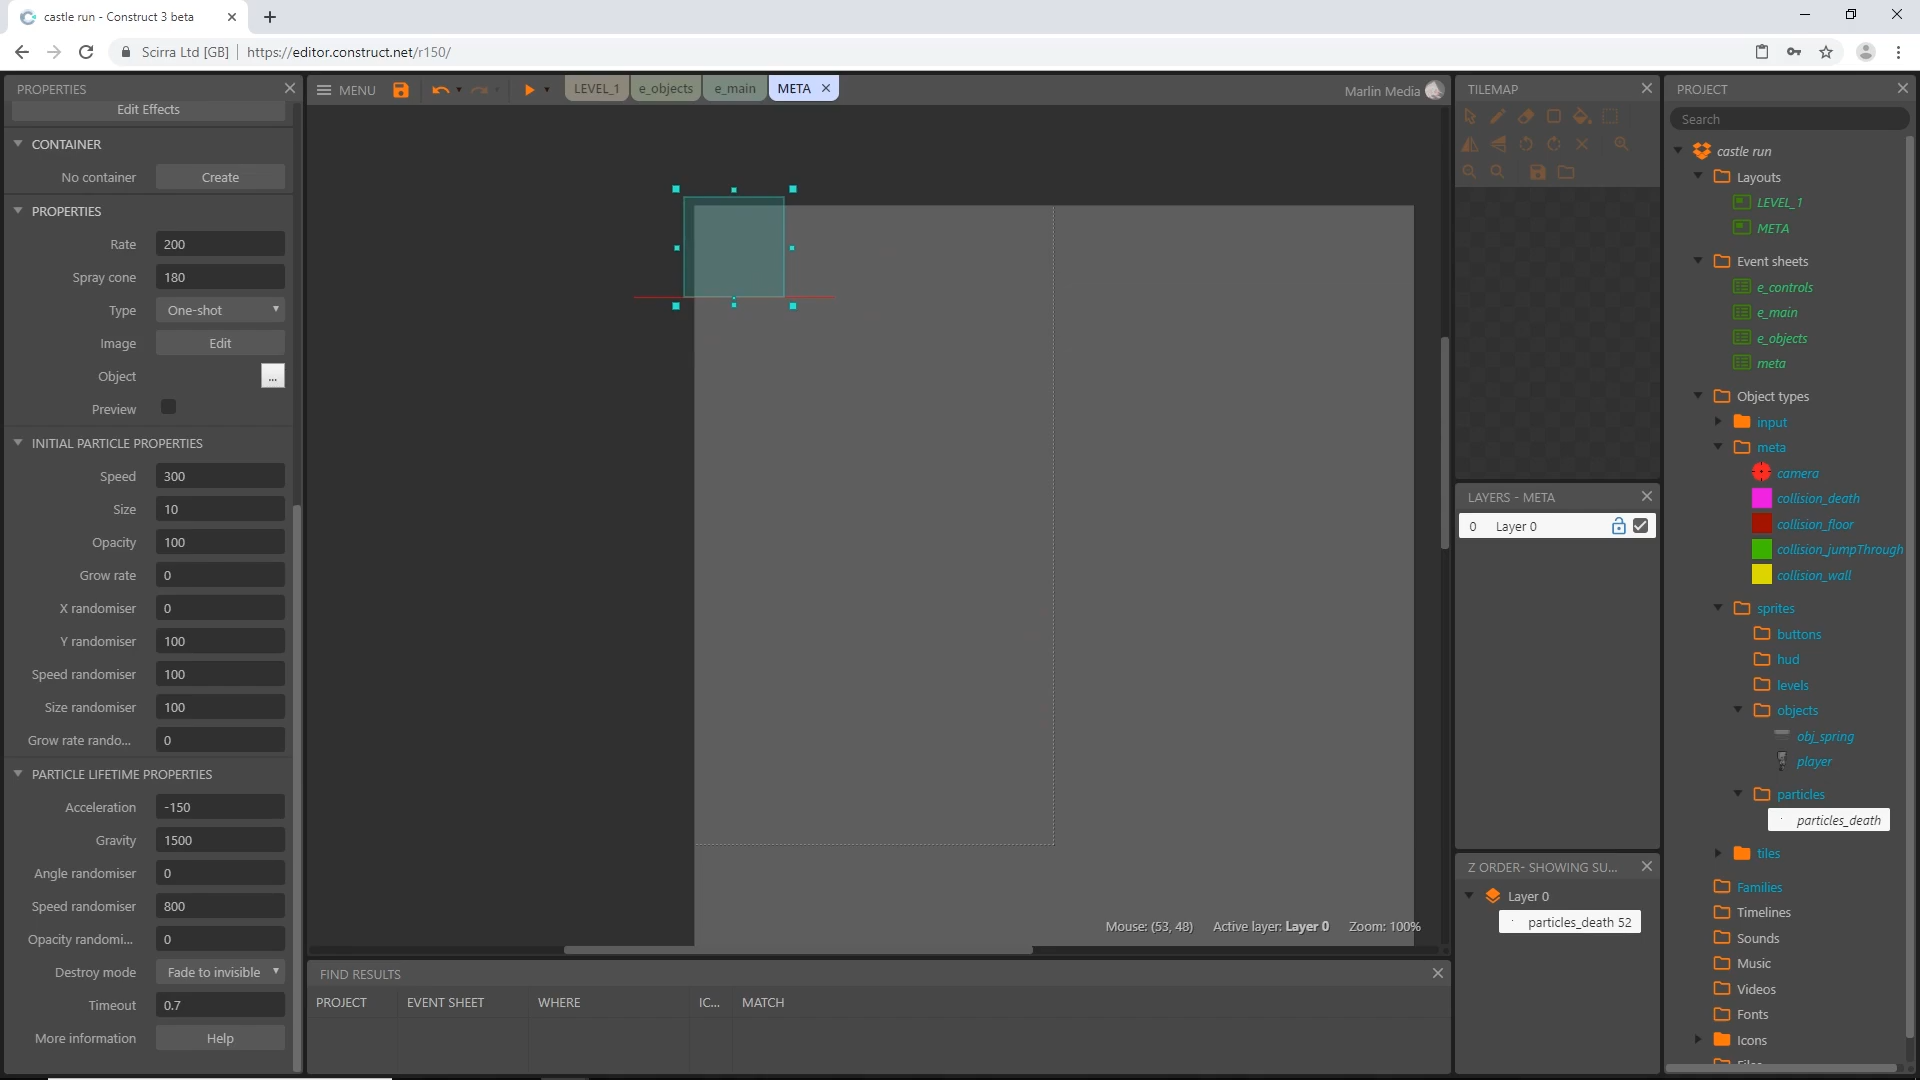 castle run - Construct 3 beta
Scirra Ltd [GB] https://editor.construct.net/r150/
PROPERTIES
Edit Effects
CONTAINER
No container Create
PROPERTIES
Rate 200
Spray cone 180
Type One-shot
Image Edit
Object ...
Preview
INITIAL PARTICLE PROPERTIES
Speed 300
Size 10
Opacity 100
Grow rate 0
X randomiser 0
Y randomiser 100
Speed randomiser 100
Size randomiser 100
Grow rate rando... 0
PARTICLE LIFETIME PROPERTIES
Acceleration -150
Gravity 1500
Angle randomiser 0
Speed randomiser 800
Opacity randomi... 0
Destroy mode Fade to invisible
Timeout 0.7
More information Help
MENU LEVEL_1 e_objects e_main META Marlin Media
Mouse: (53, 48) Active layer: Layer 0 Zoom: 100%
FIND RESULTS
PROJECT EVENT SHEET WHERE IC... MATCH
TILEMAP
LAYERS - META
0 Layer 0
Z ORDER- SHOWING SU...
Layer 0
particles_death 52
PROJECT
Search
castle run
Layouts
LEVEL_1
META
Event sheets
e_controls
e_main
e_objects
meta
Object types
input
meta
camera
collision_death
collision_floor
collision_jumpThrough
collision_wall
sprites
buttons
hud
levels
objects
obj_spring
player
particles
particles_death
tiles
Families
Timelines
Sounds
Music
Videos
Fonts
Icons